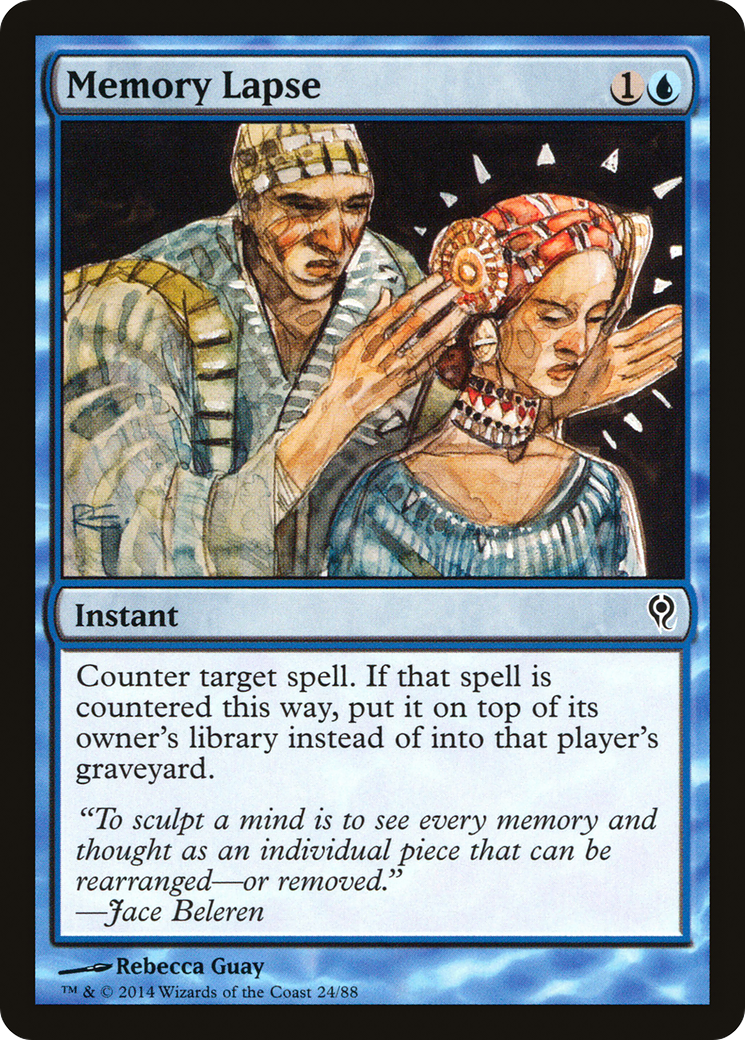 Memory Lapse 1
RG
Instant
Counter target spell. If that spell is
countered this way, put it on top of its
owner's library instead of into that player's
graveyard.
“To sculpt a mind is to see every memory and
thought as an individual piece that can be
rearranged—or removed.”
—Jace Beleren
Rebecca Guay
™ & © 2014 Wizards of the Coast 24/88